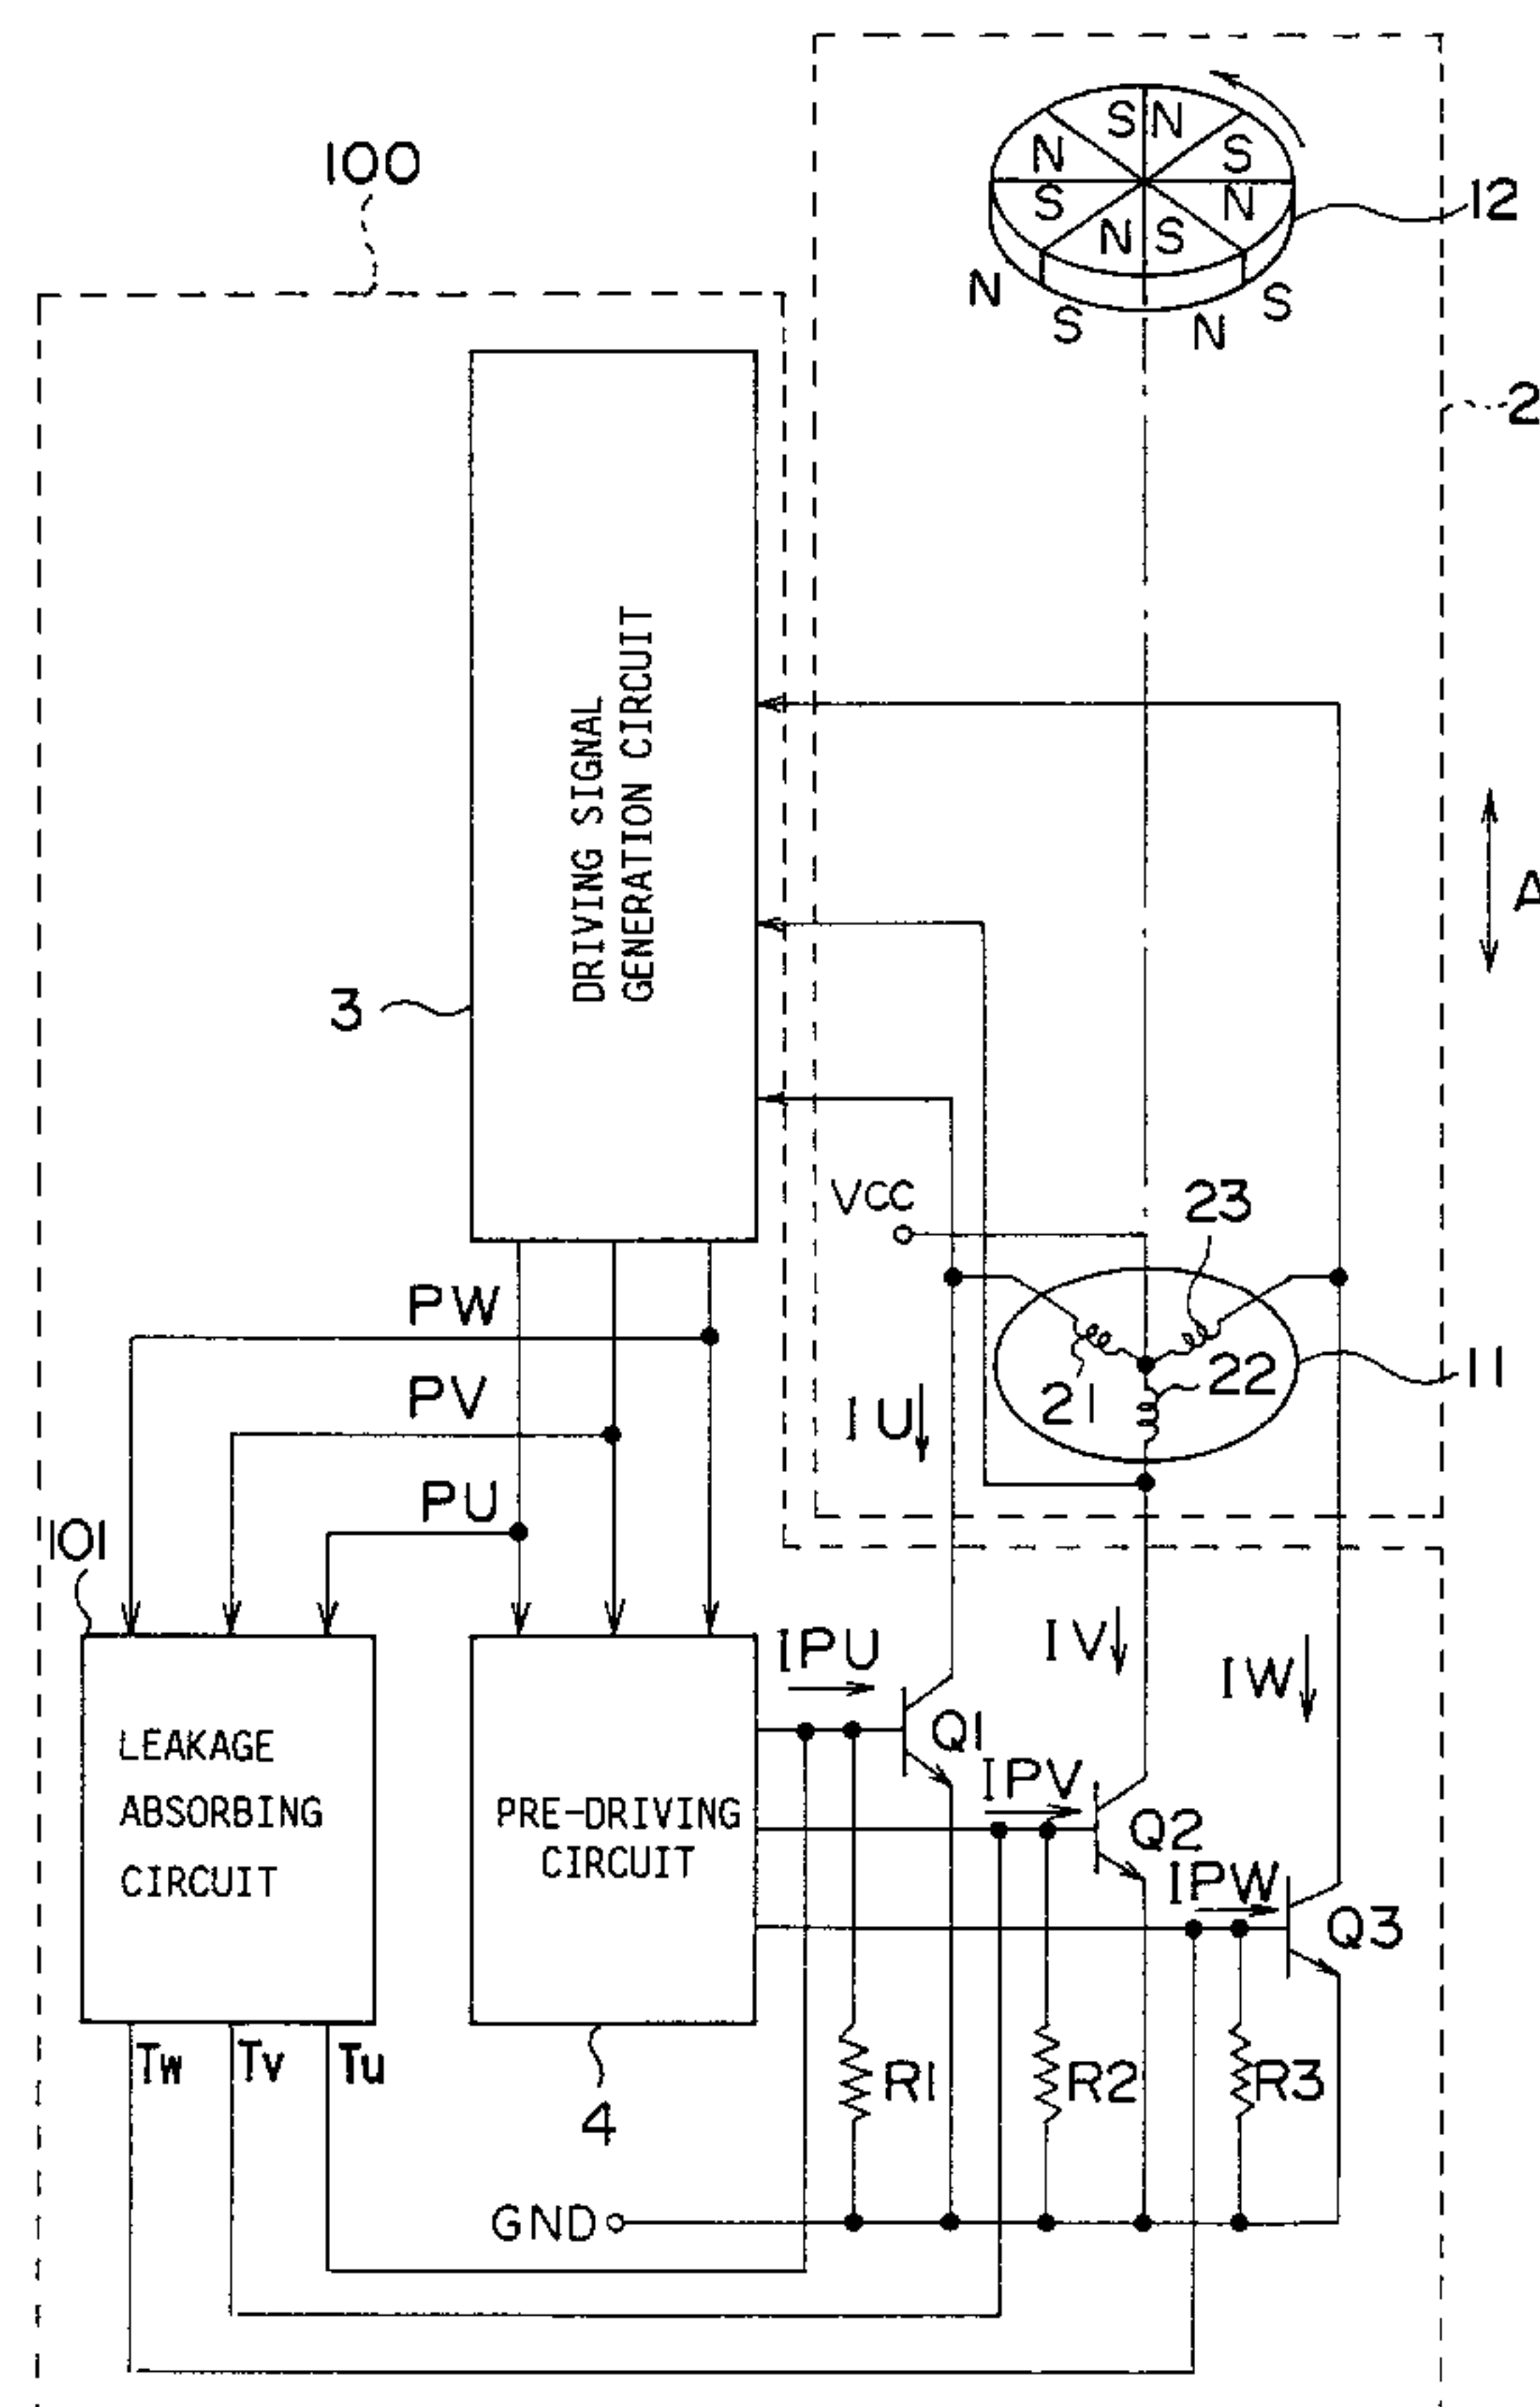 S N
N S
S N
N S
N S N S
12
100
2
DRIVING SIGNAL
GENERATION CIRCUIT
3
A
VCC
23
PW
PV
PU
21
22
11
IU
101
IPU
IV
IW
LEAKAGE
ABSORBING
CIRCUIT
PRE-DRIVING
CIRCUIT
Q1
IPV
Q2
IPW
Q3
Tw Tv Tu
4
R1
R2
R3
GND